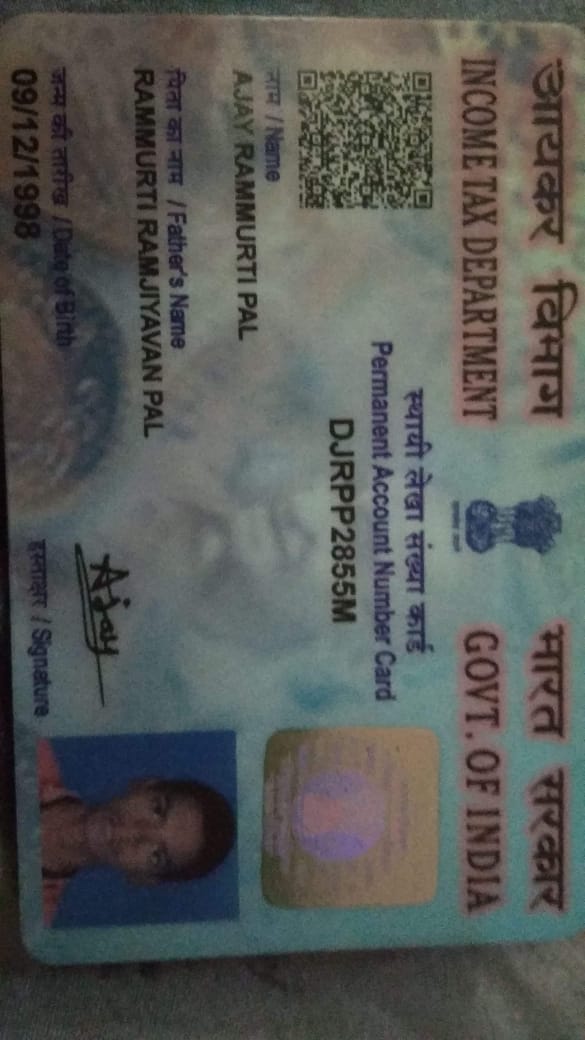 आयकर विभाग
INCOME TAX DEPARTMENT
भारत सरकार
GOVT. OF INDIA
स्थायी लेखा संख्या कार्ड
Permanent Account Number Card
DJRPP2855M
नाम / Name
AJAY RAMMURTI PAL
पिता का नाम / Father's Name
RAMMURTI RAMJIYAVAN PAL
जन्म की तारीख / Date of Birth
09/12/1998
Ajay
हस्ताक्षर / Signature